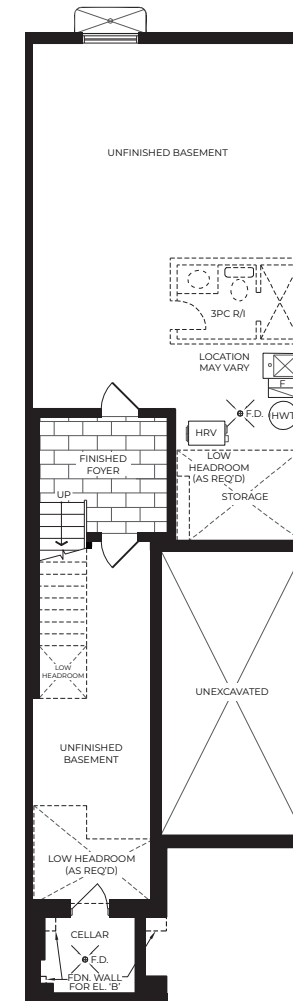 UNFINISHED BASEMENT
3PC R/I
LOCATION
MAY VARY
F
F.D.
HWT
HRV
LOW
HEADROOM
(AS REQ'D)
STORAGE
FINISHED
FOYER
UP
LOW
HEADROOM
UNEXCAVATED
UNFINISHED
BASEMENT
LOW HEADROOM
(AS REQ'D)
CELLAR
F.D.
FDN. WALL
FOR EL. 'B'